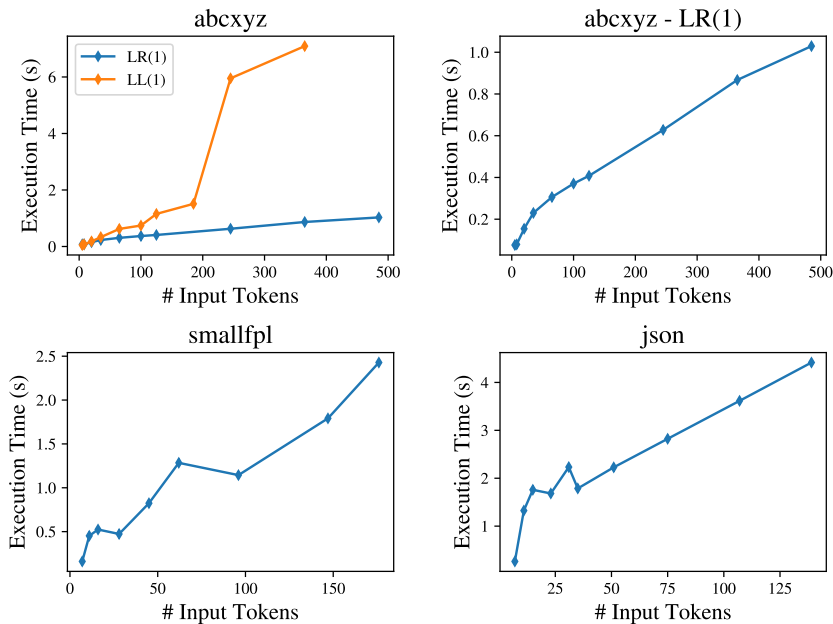 abcxyz
Execution Time (s)
6
4
2
0
LR(1)
LL(1)
0 100 200 300 400 500
# Input Tokens
abcxyz - LR(1)
Execution Time (s)
1.0
0.8
0.6
0.4
0.2
0 100 200 300 400 500
# Input Tokens
smallfpl
Execution Time (s)
2.5
2.0
1.5
1.0
0.5
0 50 100 150
# Input Tokens
json
Execution Time (s)
4
3
2
1
25 50 75 100 125
# Input Tokens